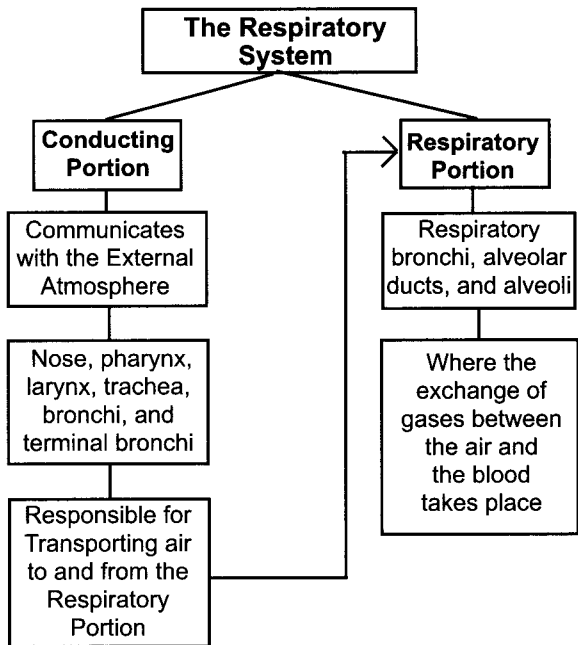 The Respiratory
System
Conducting
Portion
Communicates
with the External
Atmosphere
Nose, pharynx,
larynx, trachea,
bronchi, and
terminal bronchi
Responsible for
Transporting air
to and from the
Respiratory
Portion
Respiratory
Portion
Respiratory
bronchi, alveolar
ducts, and alveoli
Where the
exchange of
gases between
the air and
the blood
takes place